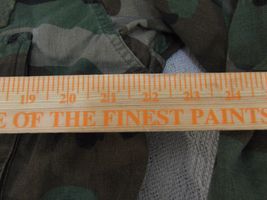 19 20 21 22 23 24
E OF THE FINEST PAINTS